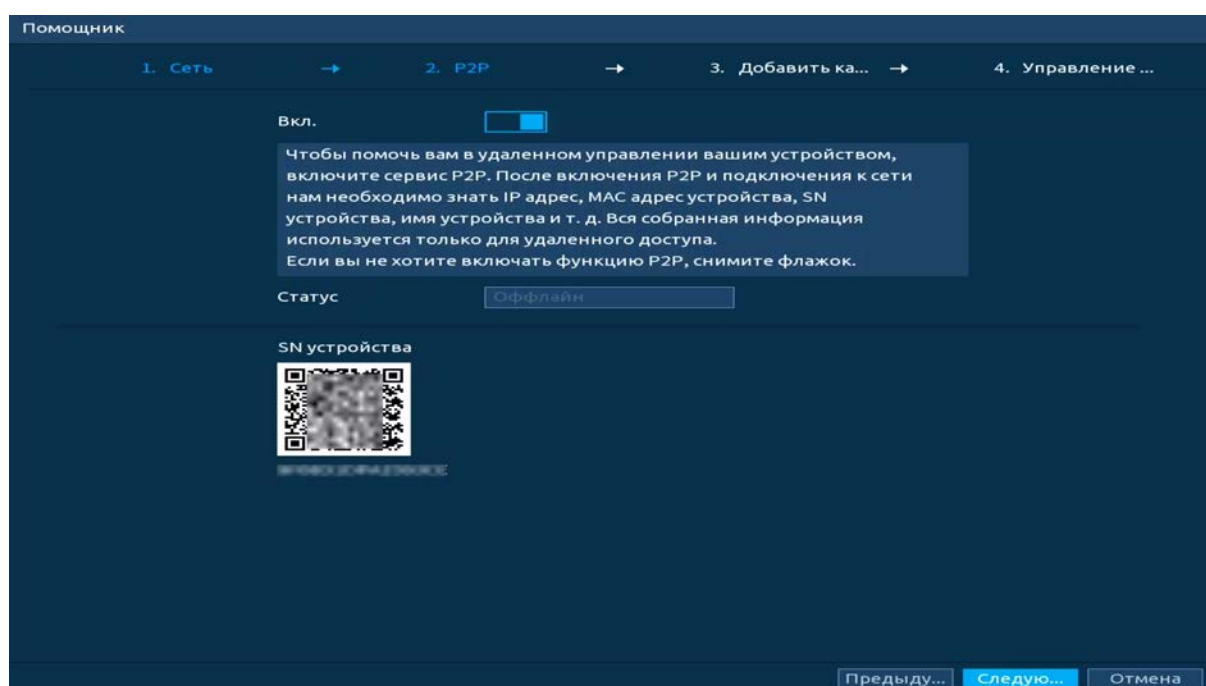 Помощник
1. Сеть → 2. P2P → 3. Добавить ка... → 4. Управление ...
Вкл.
Чтобы помочь вам в удаленном управлении вашим устройством,
включите сервис P2P. После включения P2P и подключения к сети
нам необходимо знать IP адрес, MAC адрес устройства, SN
устройства, имя устройства и т. д. Вся собранная информация
используется только для удаленного доступа.
Если вы не хотите включать функцию P2P, снимите флажок.
Статус Оффлайн
SN устройства
Предыду... Следую... Отмена